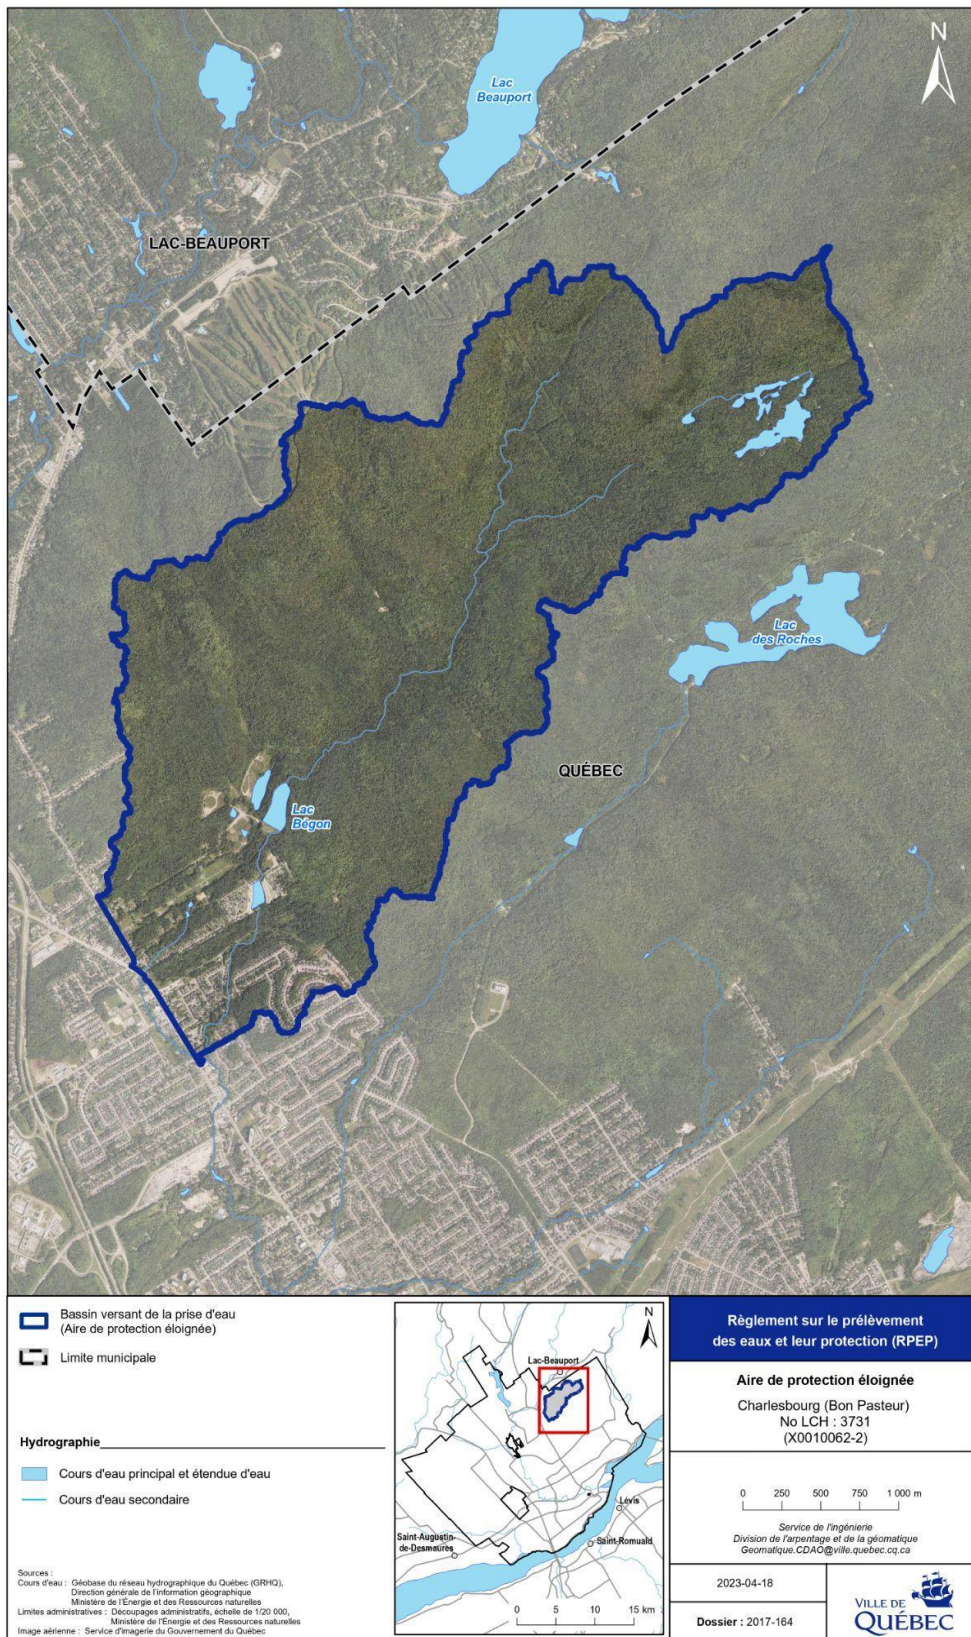 N
Lac
Beauport
LAC-BEAUPORT
Lac
des Roches
QUÉBEC
Lac
Bégon
Bassin versant de la prise d'eau
(Aire de protection éloignée)
Limite municipale
Hydrographie
Cours d'eau principal et étendue d'eau
Cours d'eau secondaire
Sources :
Cours d'eau : Géobase du réseau hydrographique du Québec (GRHQ),
Direction générale de l'information géographique
Ministère de l'Énergie et des Ressources naturelles
Limites administratives : Découpages administratifs, échelle de 1/20 000,
Ministère de l'Énergie et des Ressources naturelles
Image aérienne : Service d'imagerie du Gouvernement du Québec
N
Lac-Beauport
Lévis
Saint-Romuald
Saint-Augustin-
de-Desmaures
0 5 10 15 km
Règlement sur le prélèvement
des eaux et leur protection (RPEP)
Aire de protection éloignée
Charlesbourg (Bon Pasteur)
No LCH : 3731
(X0010062-2)
0 250 500 750 1 000 m
Service de l'ingénierie
Division de l'arpentage et de la géomatique
Geomatique.CDAO@ville.quebec.qc.ca
2023-04-18
Dossier : 2017-164
VILLE DE
QUÉBEC